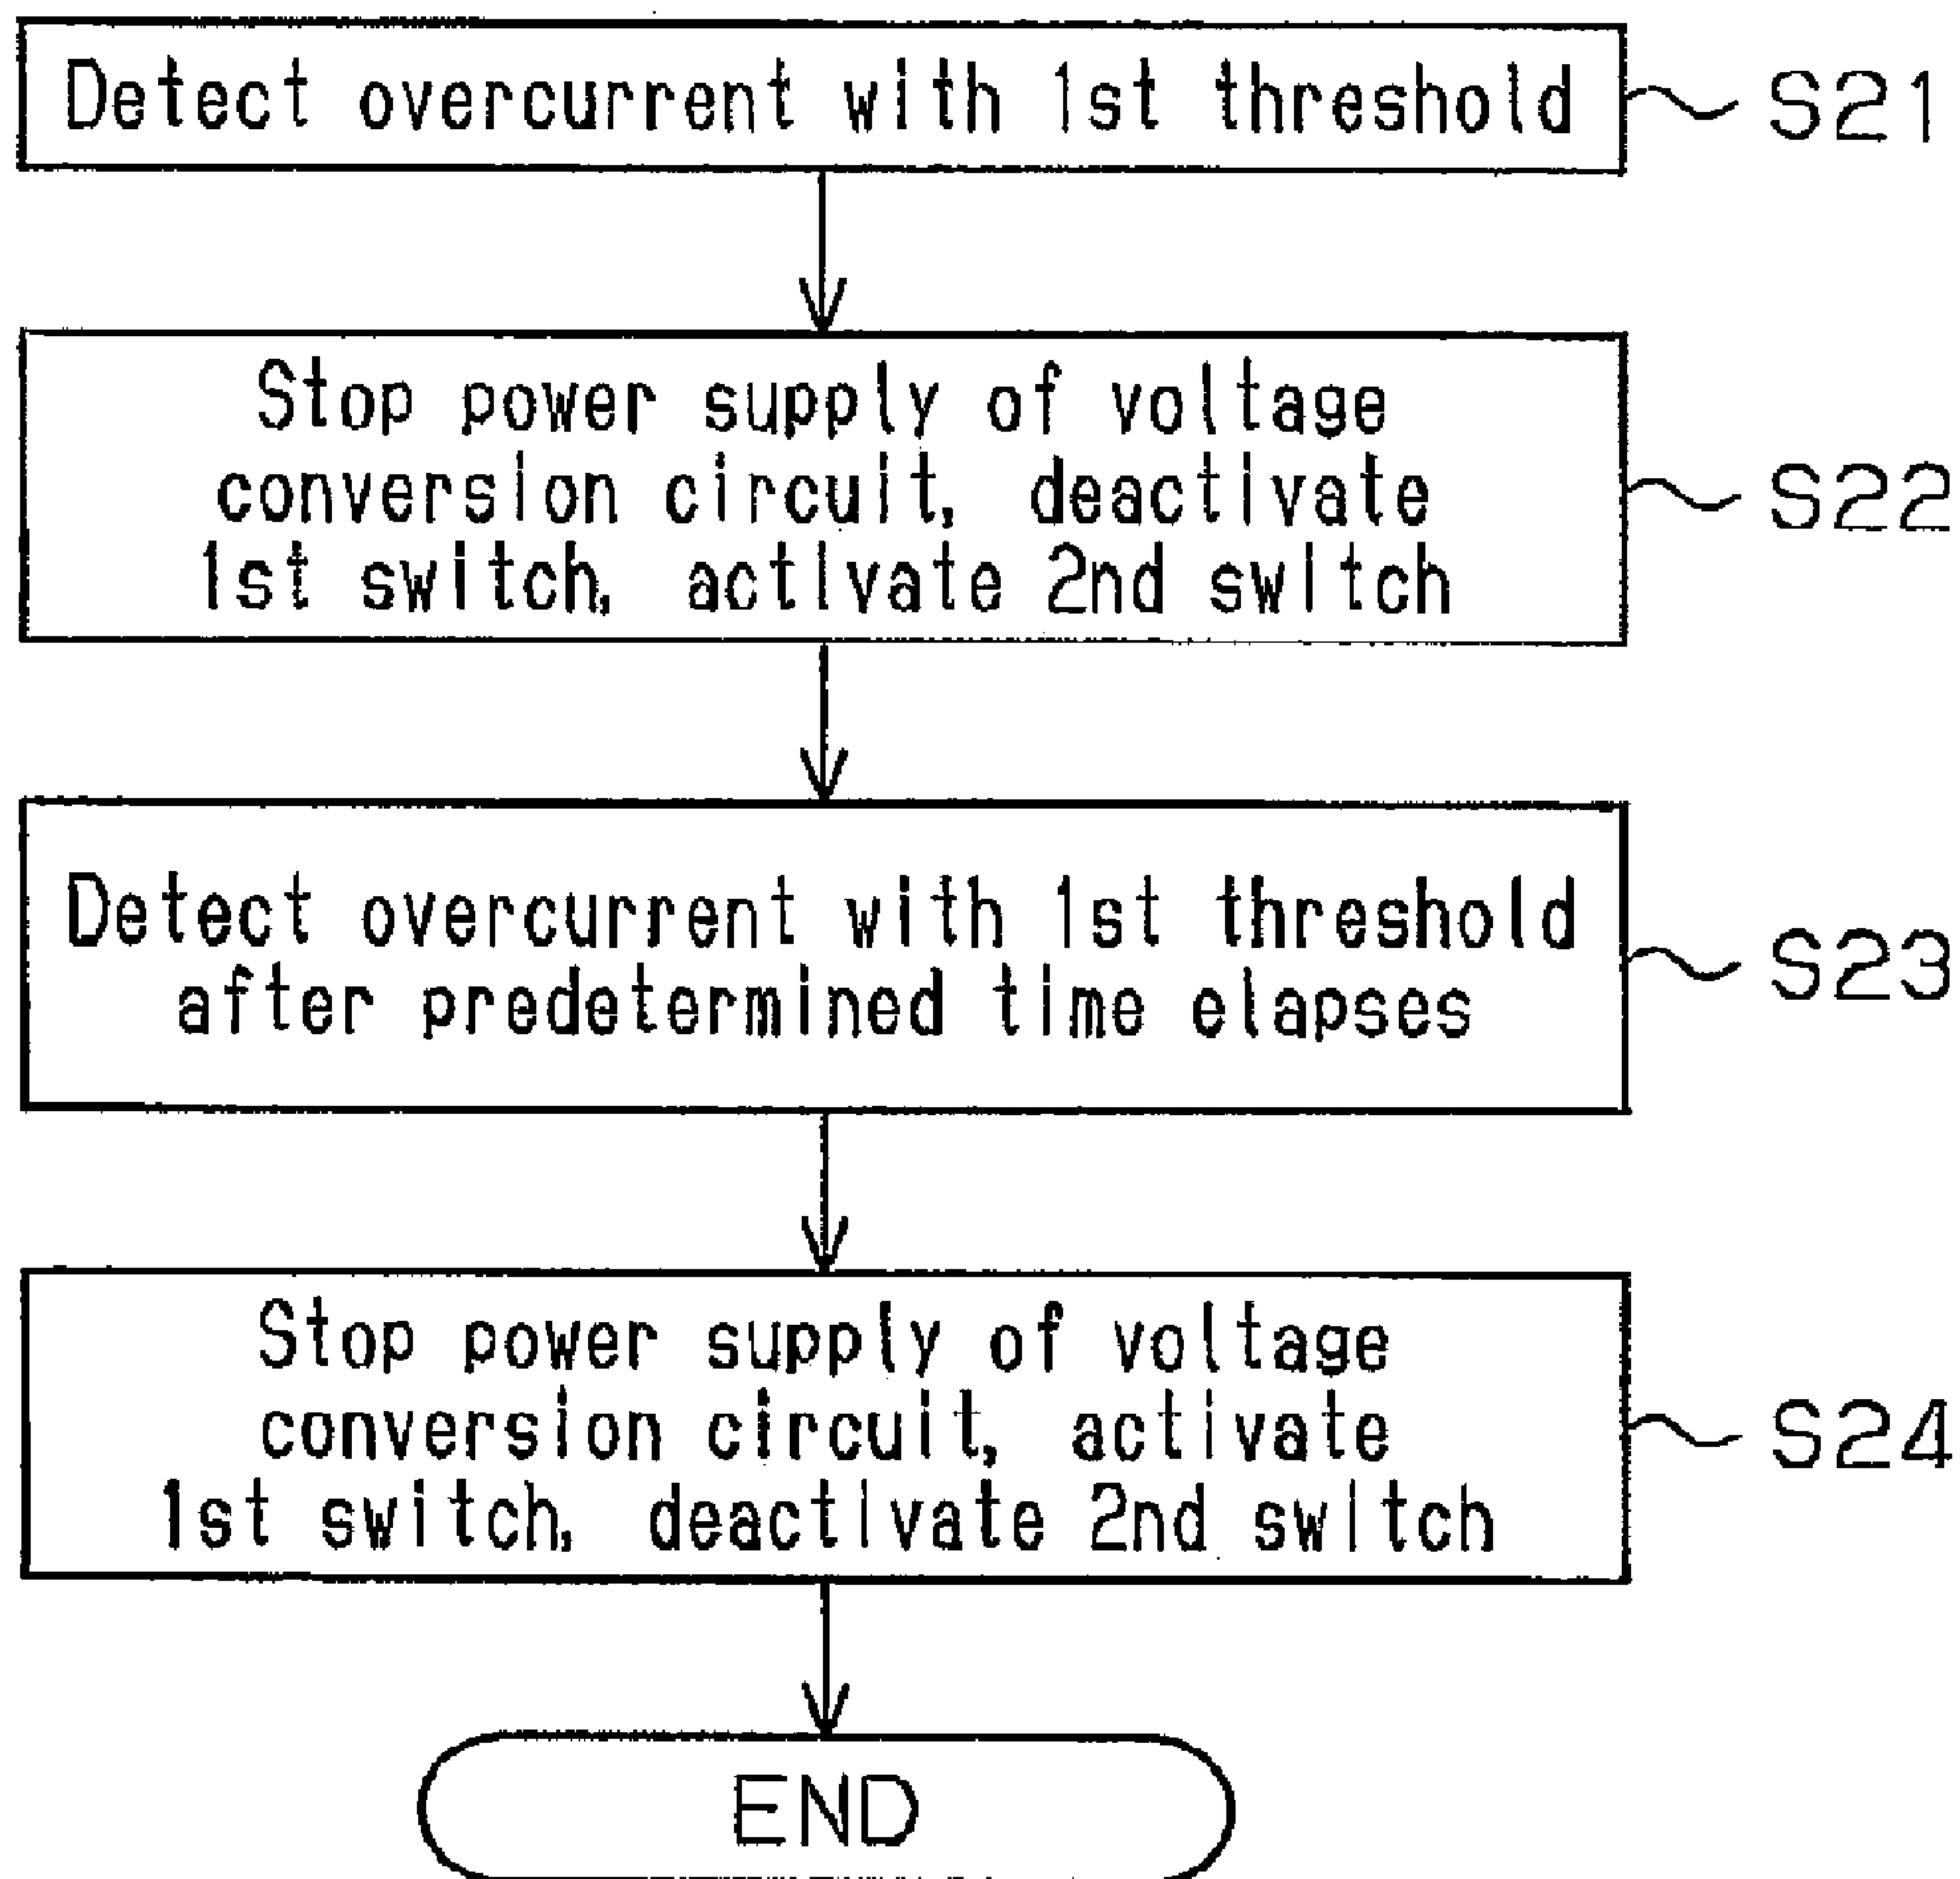 Detect overcurrent with 1st threshold
S21
Stop power supply of voltage
conversion circuit, deactivate
1st switch, activate 2nd switch
S22
Detect overcurrent with 1st threshold
after predetermined time elapses
S23
Stop power supply of voltage
conversion circuit, activate
1st switch, deactivate 2nd switch
S24
END